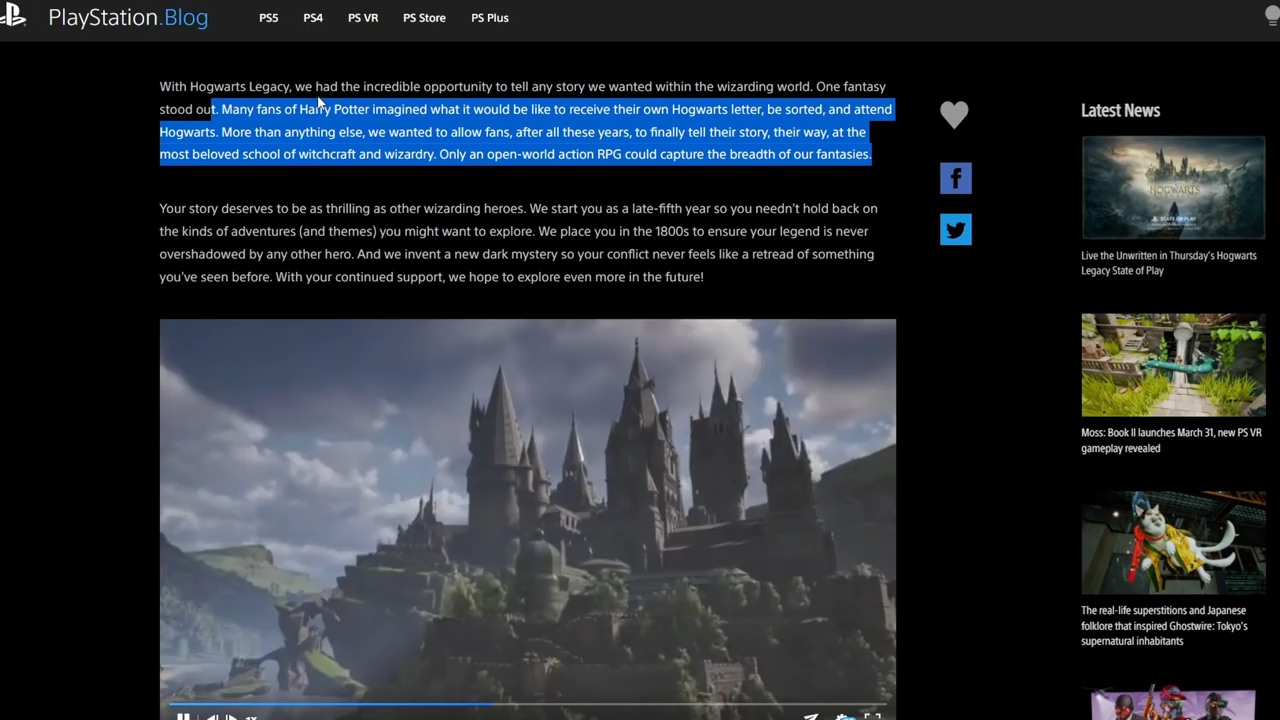 PlayStation.Blog
PS5
PS4
PS VR
PS Store
PS Plus
With Hogwarts Legacy, we had the incredible opportunity to tell any story we wanted within the wizarding world. One fantasy
stood out. Many fans of Harry Potter imagined what it would be like to receive their own Hogwarts letter, be sorted, and attend
Hogwarts. More than anything else, we wanted to allow fans, after all these years, to finally tell their story, their way, at the
most beloved school of witchcraft and wizardry. Only an open-world action RPG could capture the breadth of our fantasies.
Your story deserves to be as thrilling as other wizarding heroes. We start you as a late-fifth year so you needn't hold back on
the kinds of adventures (and themes) you might want to explore. We place you in the 1800s to ensure your legend is never
overshadowed by any other hero. And we invent a new dark mystery so your conflict never feels like a retread of something
you've seen before. With your continued support, we hope to explore even more in the future!
Latest News
HOGWARTS
STATE OF PLAY
Live the Unwritten in Thursday's Hogwarts
Legacy State of Play
Moss: Book II launches March 31, new PS VR
gameplay revealed
The real-life superstitions and Japanese
folklore that inspired Ghostwire: Tokyo's
supernatural inhabitants